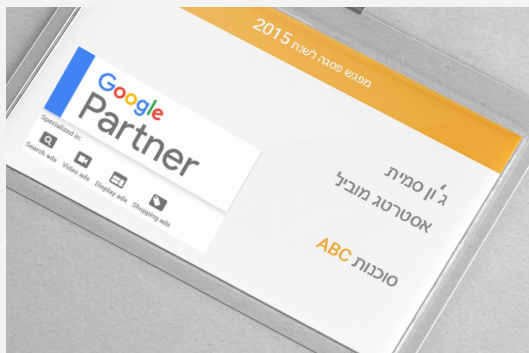 מפגש פסגה לשנת 2015
Google
Partner
Specialized in:
Search ads
Video ads
Display ads
Shopping ads
ג'ון סמית
אסטרטג מוביל
סוכנות ABC